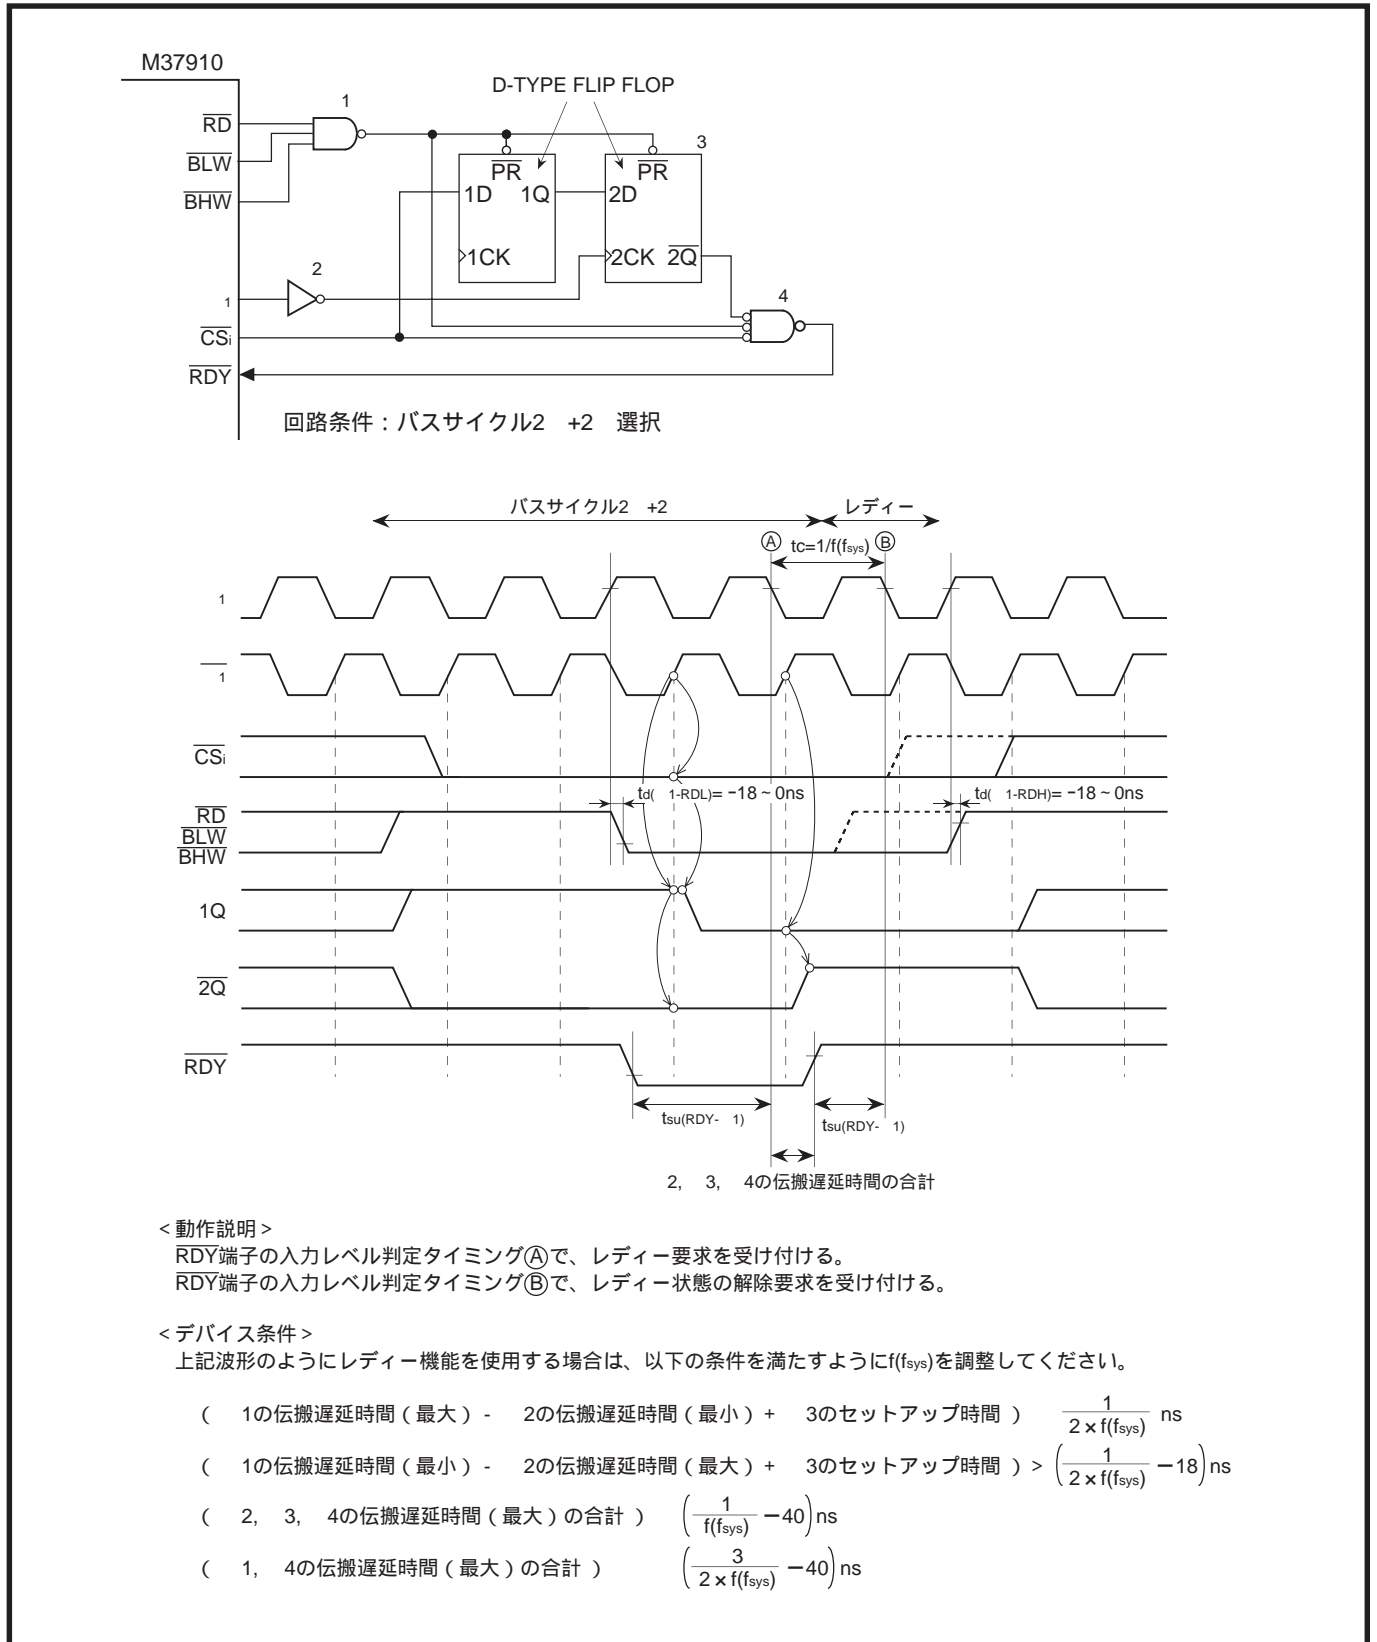 M37910
D-TYPE FLIP FLOP
1
RD
BLW
BHW
3
PR
PR
1D 1Q
2D
1CK
2CK 2Q
2
1
4
CSi
RDY
回路条件：バスサイクル2 +2 選択
バスサイクル2 +2
レディー
A tc=1/f(fsys) B
1
1
CSi
td( 1-RDL)= −18 ~ 0ns
td( 1-RDH)= −18 ~ 0ns
RD
BLW
BHW
1Q
2Q
RDY
tsu(RDY- 1)
tsu(RDY- 1)
2, 3, 4の伝搬遅延時間の合計
<動作説明>
RDY端子の入力レベル判定タイミングⒶで、レディー要求を受け付ける。
RDY端子の入力レベル判定タイミングⒷで、レディー状態の解除要求を受け付ける。
<デバイス条件>
上記波形のようにレディー機能を使用する場合は、以下の条件を満たすようにf(fsys)を調整してください。
( 1の伝搬遅延時間(最大) - 2の伝搬遅延時間(最小) + 3のセットアップ時間 ) 1/(2×f(fsys)) ns
( 1の伝搬遅延時間(最小) - 2の伝搬遅延時間(最大) + 3のセットアップ時間 ) > (1/(2×f(fsys)) −18) ns
( 2, 3, 4の伝搬遅延時間(最大)の合計 ) (1/f(fsys) −40) ns
( 1, 4の伝搬遅延時間(最大)の合計 ) (3/(2×f(fsys)) −40) ns